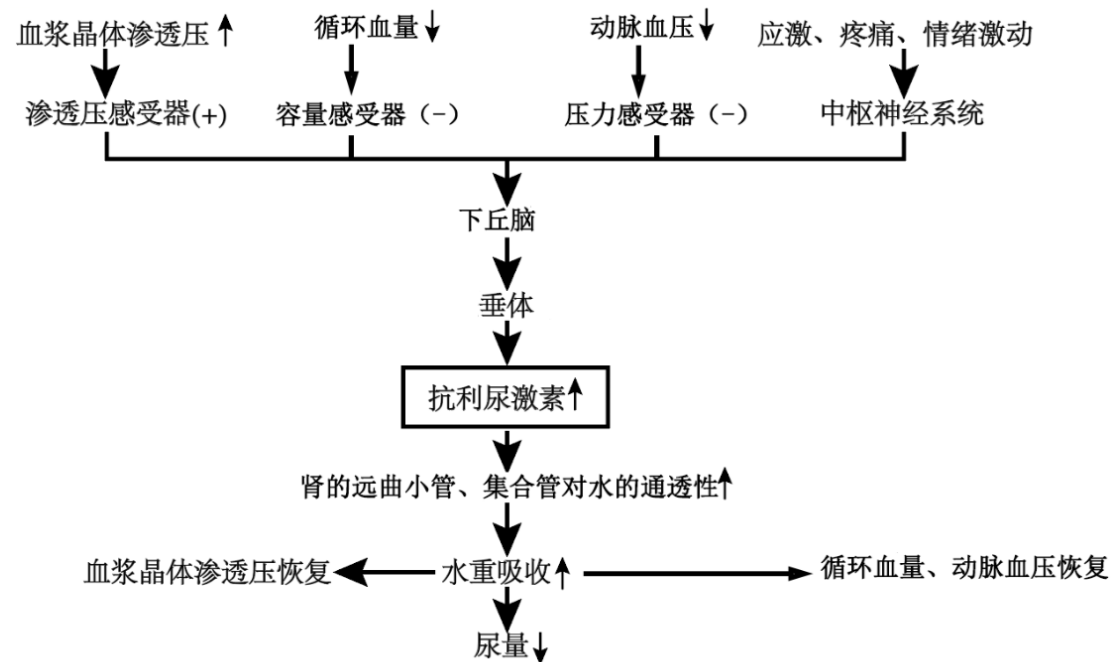 血浆晶体渗透压↑ 循环血量↓ 动脉血压↓ 应激、疼痛、情绪激动
渗透压感受器(+) 容量感受器（-） 压力感受器（-） 中枢神经系统
下丘脑
垂体
抗利尿激素↑
肾的远曲小管、集合管对水的通透性↑
血浆晶体渗透压恢复 水重吸收↑ 循环血量、动脉血压恢复
尿量↓